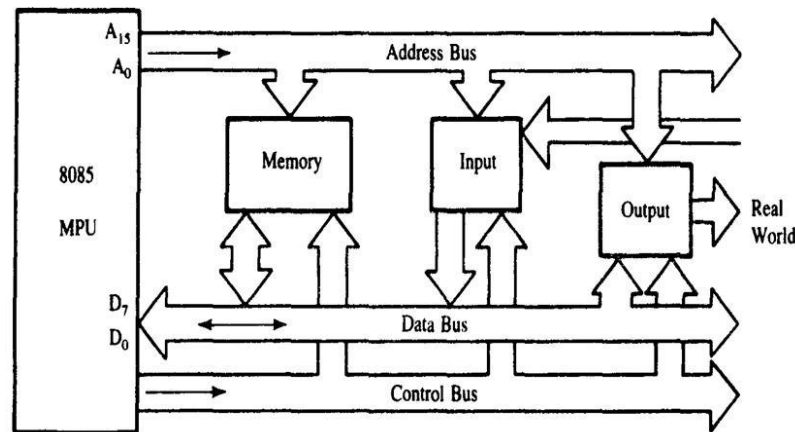 A15
Address Bus
A0
Memory
Input
8085
MPU
Output
Real
World
D7
Data Bus
D0
Control Bus